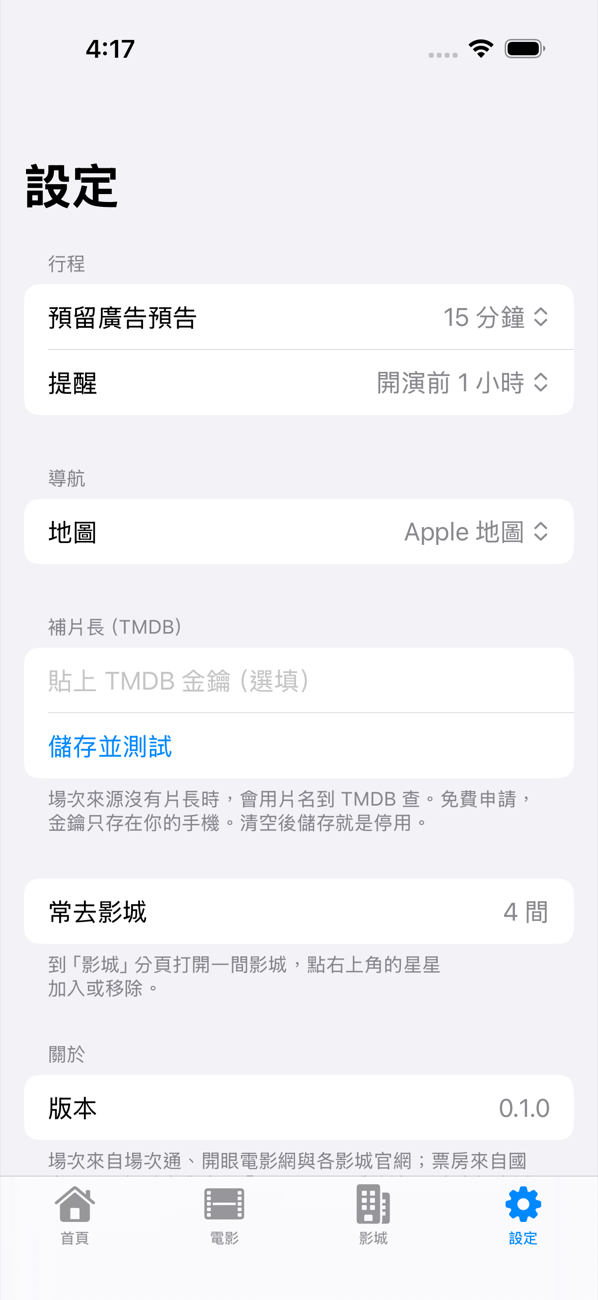 4:17
設定
行程
預留廣告預告 15 分鐘
提醒 開演前 1 小時
導航
地圖 Apple 地圖
補片長 (TMDB)
貼上 TMDB 金鑰 (選填)
儲存並測試
場次來源沒有片長時，會用片名到 TMDB 查。免費申請，
金鑰只存在你的手機。清空後儲存就是停用。
常去影城 4 間
到「影城」分頁打開一間影城，點右上角的星星
加入或移除。
關於
版本 0.1.0
場次來自場次通、開眼電影網與各影城官網；票房來自國
首頁 電影 影城 設定